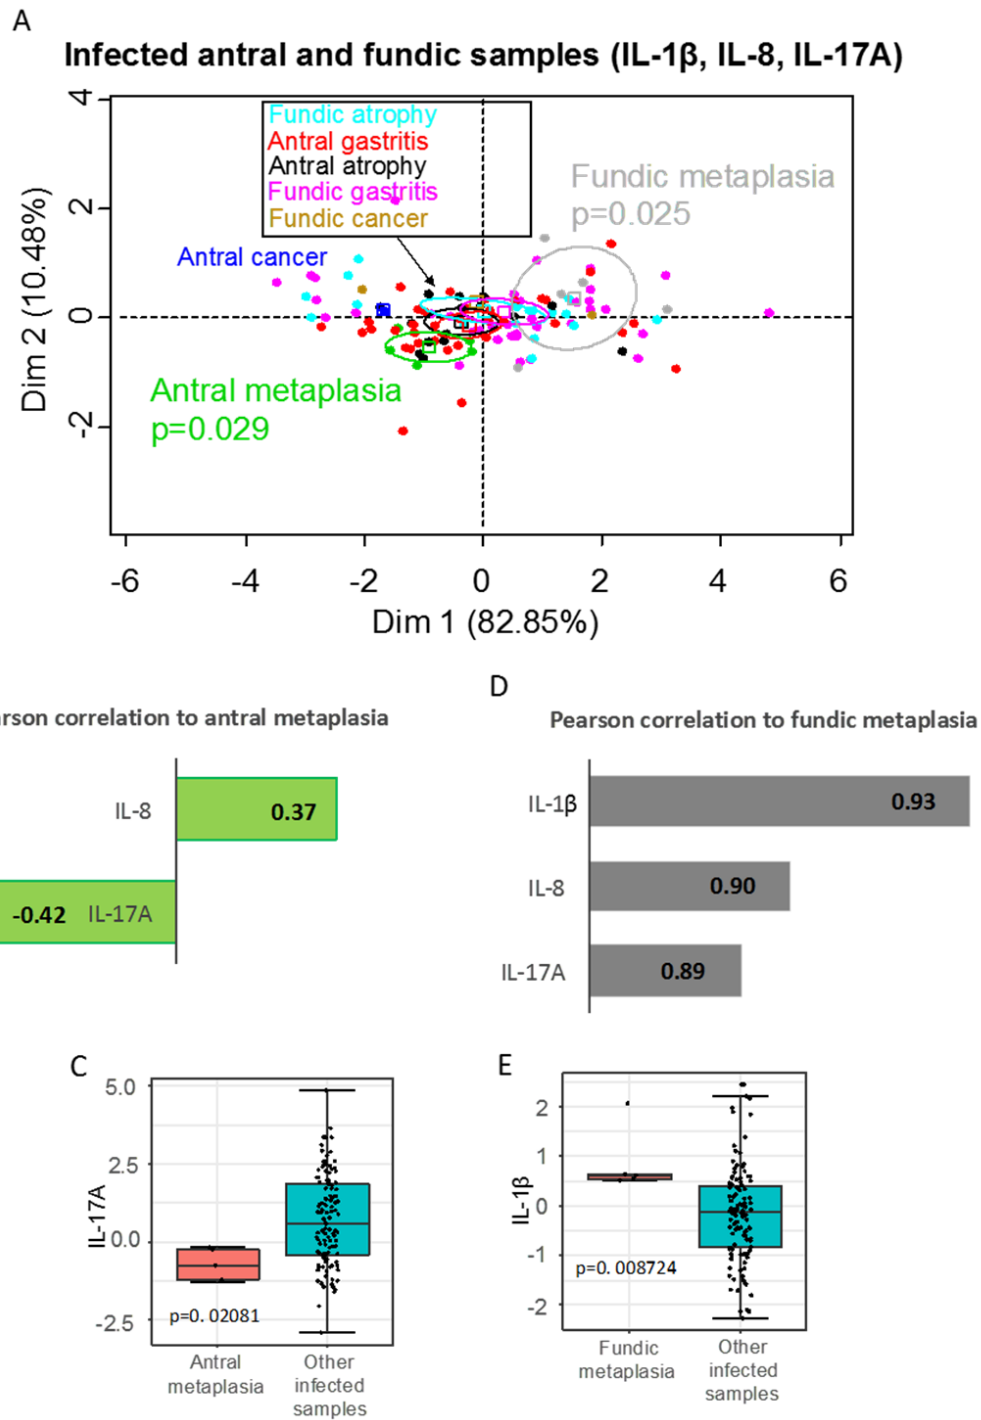 A
Infected antral and fundic samples (IL-1β, IL-8, IL-17A)
4
2
0
-2
Dim 2 (10.48%)
Fundic atrophy
Antral gastritis
Antral atrophy
Fundic gastritis
Fundic cancer
Antral cancer
Fundic metaplasia
p=0.025
Antral metaplasia
p=0.029
-6 -4 -2 0 2 4 6
Dim 1 (82.85%)
arson correlation to antral metaplasia
IL-8
0.37
-0.42 IL-17A
D
Pearson correlation to fundic metaplasia
IL-1β 0.93
IL-8 0.90
IL-17A 0.89
C
5.0
2.5
0.0
-2.5
IL-17A
p=0.02081
Antral
metaplasia
Other
infected
samples
E
2
1
0
-1
-2
IL-1β
p=0.008724
Fundic
metaplasia
Other
infected
samples